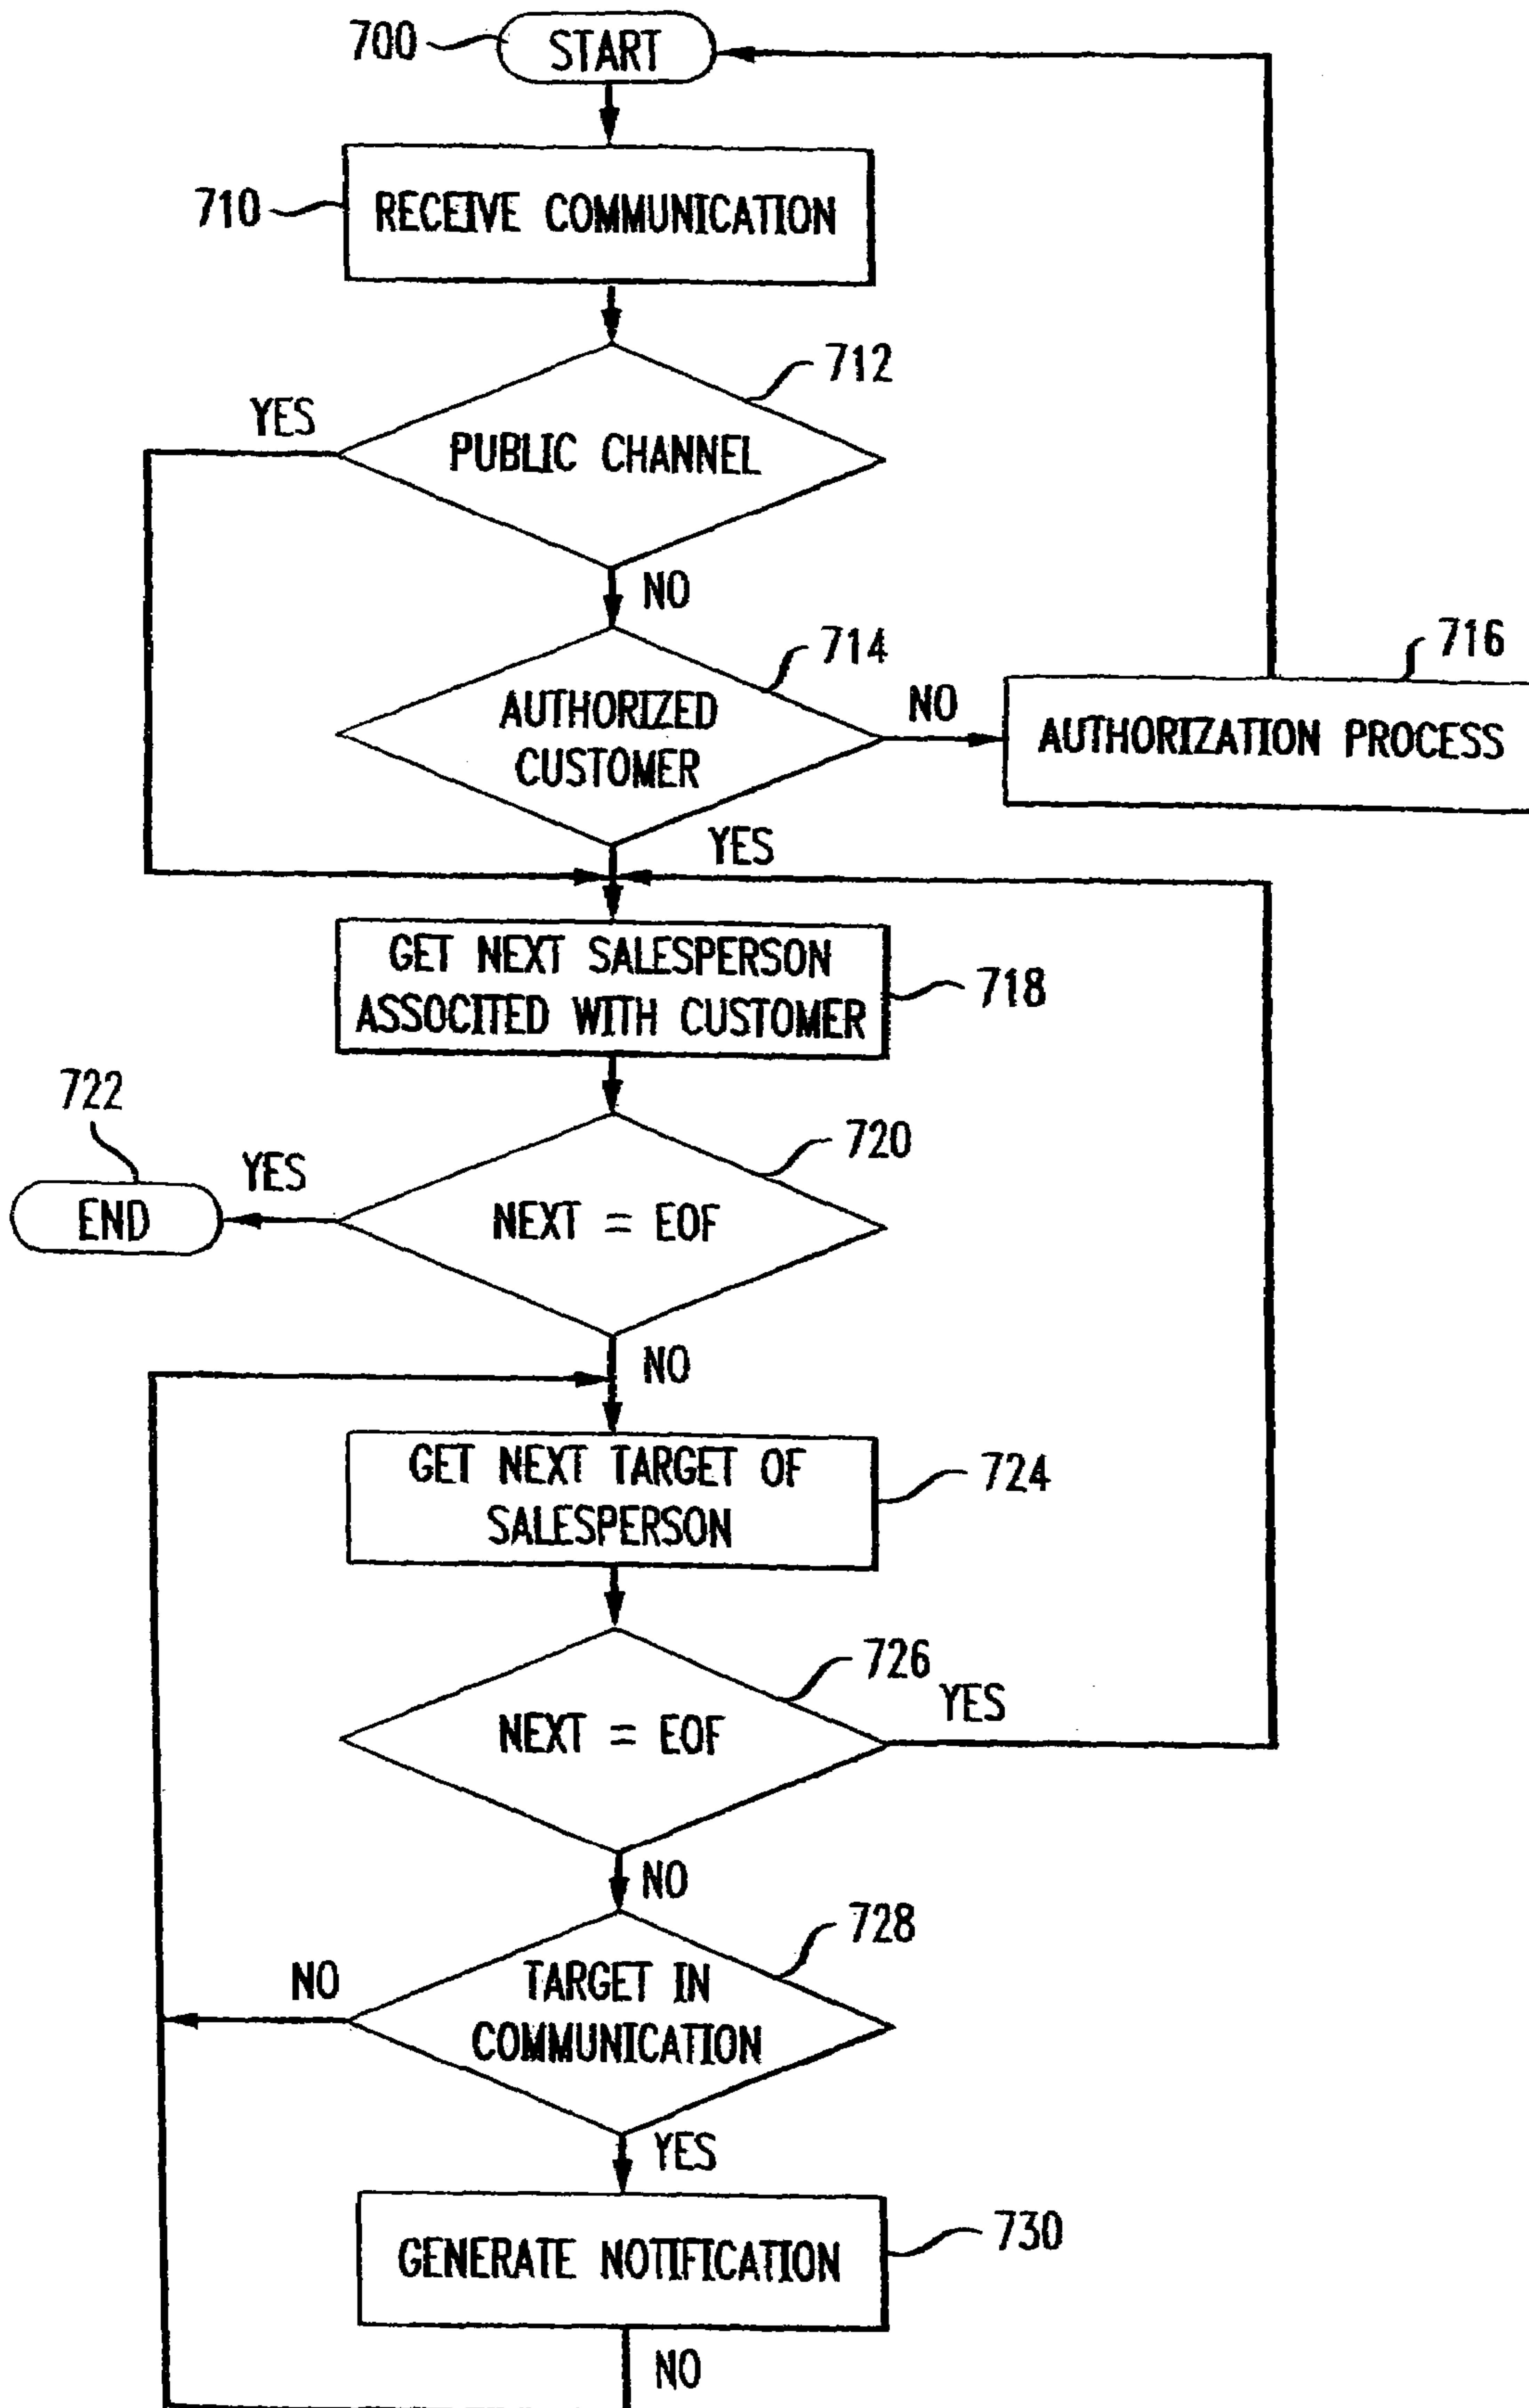 700
START
710
RECEIVE COMMUNICATION
712
YES
PUBLIC CHANNEL
NO
714
716
AUTHORIZED
CUSTOMER
NO
AUTHORIZATION PROCESS
YES
GET NEXT SALESPERSON
ASSOCITED WITH CUSTOMER
718
722
720
YES
END
NEXT = EOF
NO
GET NEXT TARGET OF
SALESPERSON
724
726
YES
NEXT = EOF
NO
728
NO
TARGET IN
COMMUNICATION
YES
730
GENERATE NOTIFICATION
NO